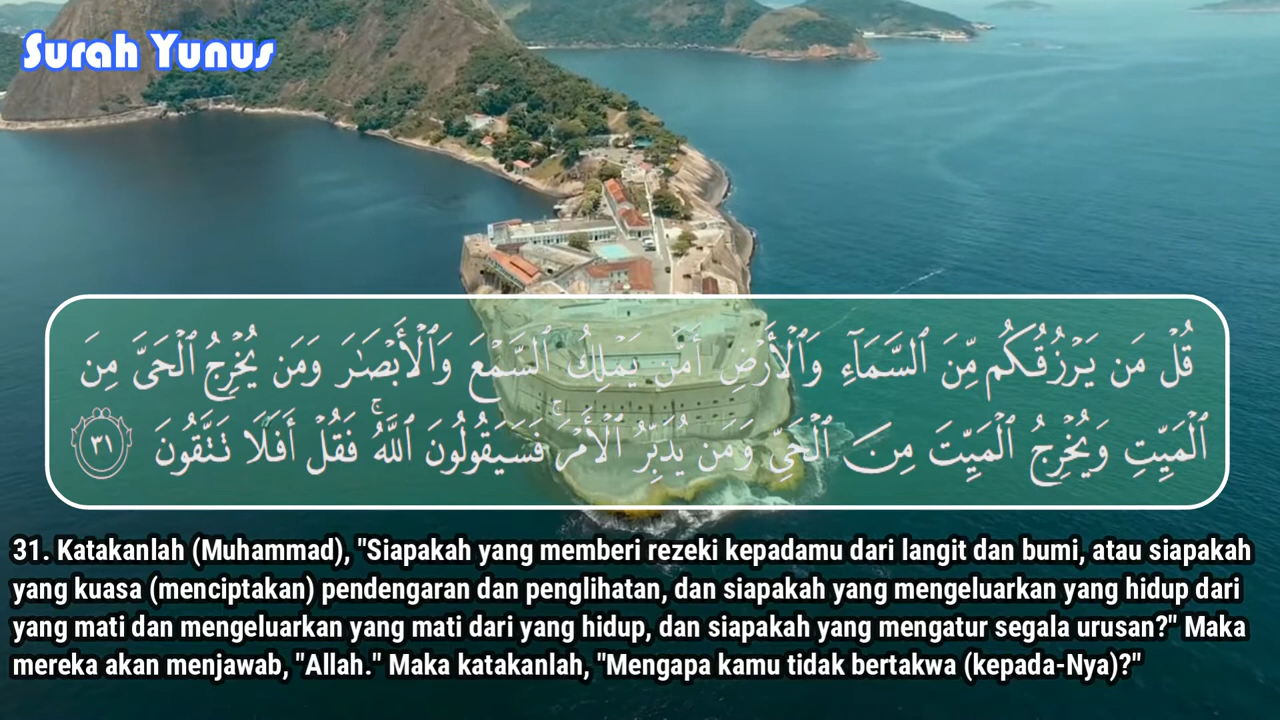 Surah Yunus
قُلْ مَن يَرْزُقُكُم مِّنَ ٱلسَّمَآءِ وَٱلْأَرْضِ أَمَّن يَمْلِكُ ٱلسَّمْعَ وَٱلْأَبْصَٰرَ وَمَن يُخْرِجُ ٱلْحَىَّ مِنَ
ٱلْمَيِّتِ وَيُخْرِجُ ٱلْمَيِّتَ مِنَ ٱلْحَىِّ وَمَن يُدَبِّرُ ٱلْأَمْرَ ۚ فَسَيَقُولُونَ ٱللَّهُ ۚ فَقُلْ أَفَلَا تَتَّقُونَ ٣١
31. Katakanlah (Muhammad), "Siapakah yang memberi rezeki kepadamu dari langit dan bumi, atau siapakah
yang kuasa (menciptakan) pendengaran dan penglihatan, dan siapakah yang mengeluarkan yang hidup dari
yang mati dan mengeluarkan yang mati dari yang hidup, dan siapakah yang mengatur segala urusan?" Maka
mereka akan menjawab, "Allah." Maka katakanlah, "Mengapa kamu tidak bertakwa (kepada-Nya)?"